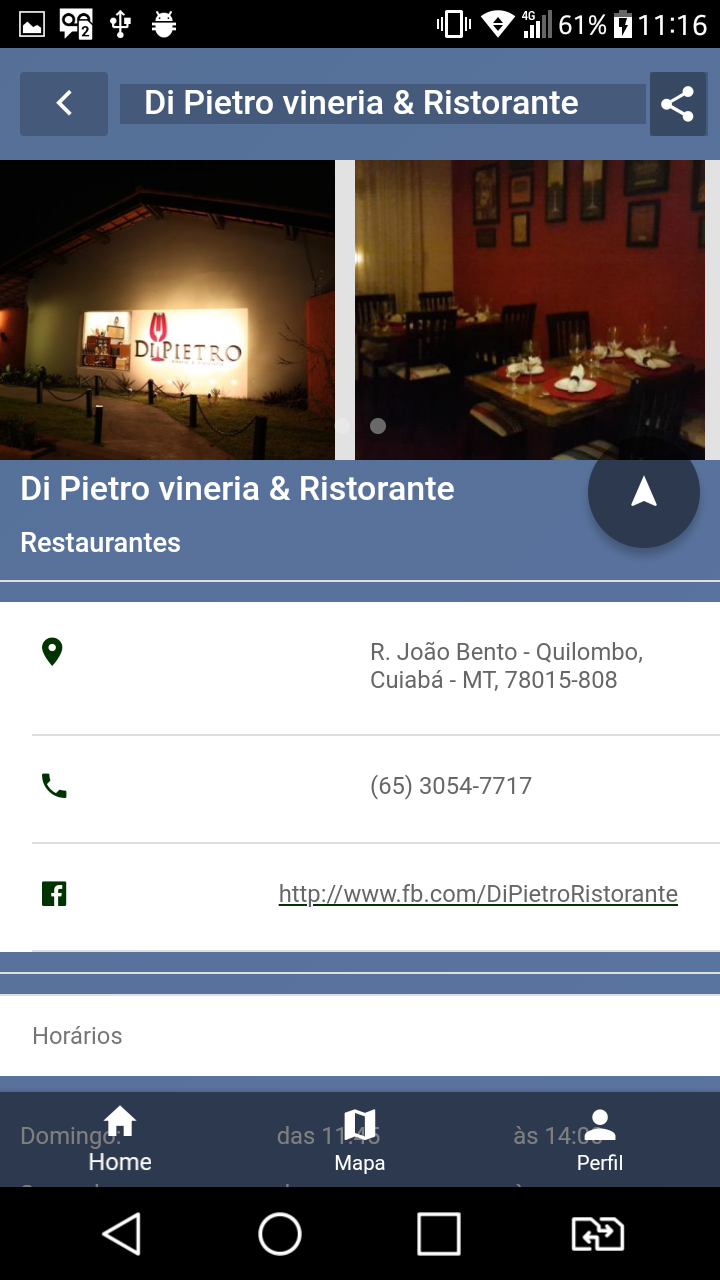 4G 61% 11:16
Di Pietro vineria & Ristorante
DiPIETRO
Di Pietro vineria & Ristorante
Restaurantes
R. João Bento - Quilombo,
Cuiabá - MT, 78015-808
(65) 3054-7717
http://www.fb.com/DiPietroRistorante
Horários
Domingo: das 11:45 às 14:00
Home Mapa Perfil